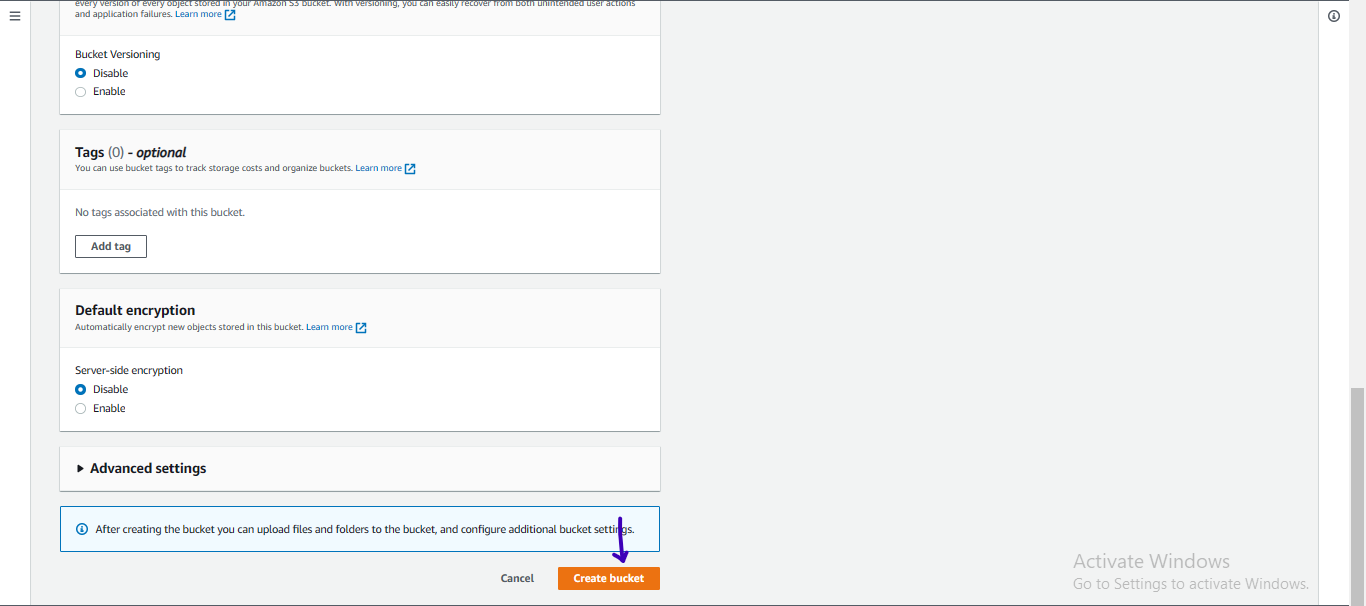 every version of every object stored in your Amazon S3 bucket. With versioning, you can easily recover from both unintended user actions
and application failures. Learn more
Bucket Versioning
Disable
Enable
Tags (0) - optional
You can use bucket tags to track storage costs and organize buckets. Learn more
No tags associated with this bucket.
Add tag
Default encryption
Automatically encrypt new objects stored in this bucket. Learn more
Server-side encryption
Disable
Enable
Advanced settings
After creating the bucket you can upload files and folders to the bucket, and configure additional bucket settings.
Cancel
Create bucket
Activate Windows
Go to Settings to activate Windows.